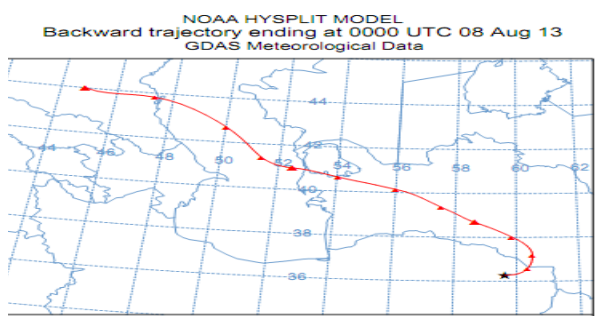 NOAA HYSPLIT MODEL
Backward trajectory ending at 0000 UTC 08 Aug 13
GDAS Meteorological Data
44
42
44 46 48 50 52 54 56 58 60 62
40
38
36